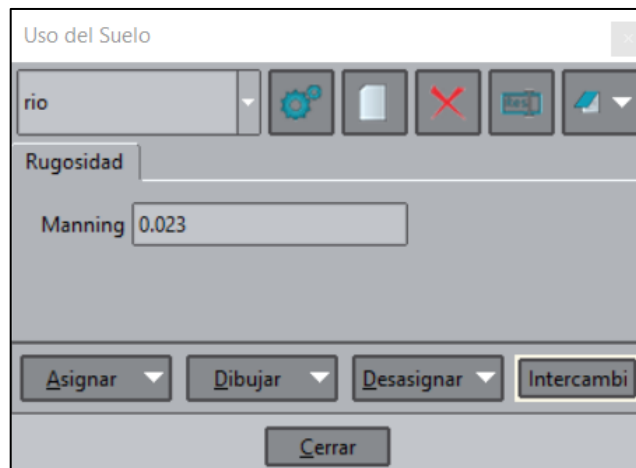 Uso del Suelo
rio
Rugosidad
Manning 0.023
Asignar Dibujar Desasignar Intercambi
Cerrar